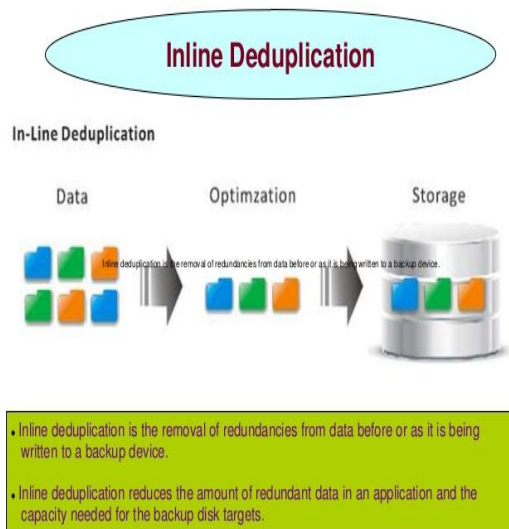 Inline Deduplication
In-Line Deduplication
Data Optimzation Storage
Inline deduplication is the removal of redundancies from data before or as it is being written to a backup device.
• Inline deduplication is the removal of redundancies from data before or as it is being
written to a backup device.
• Inline deduplication reduces the amount of redundant data in an application and the
capacity needed for the backup disk targets.